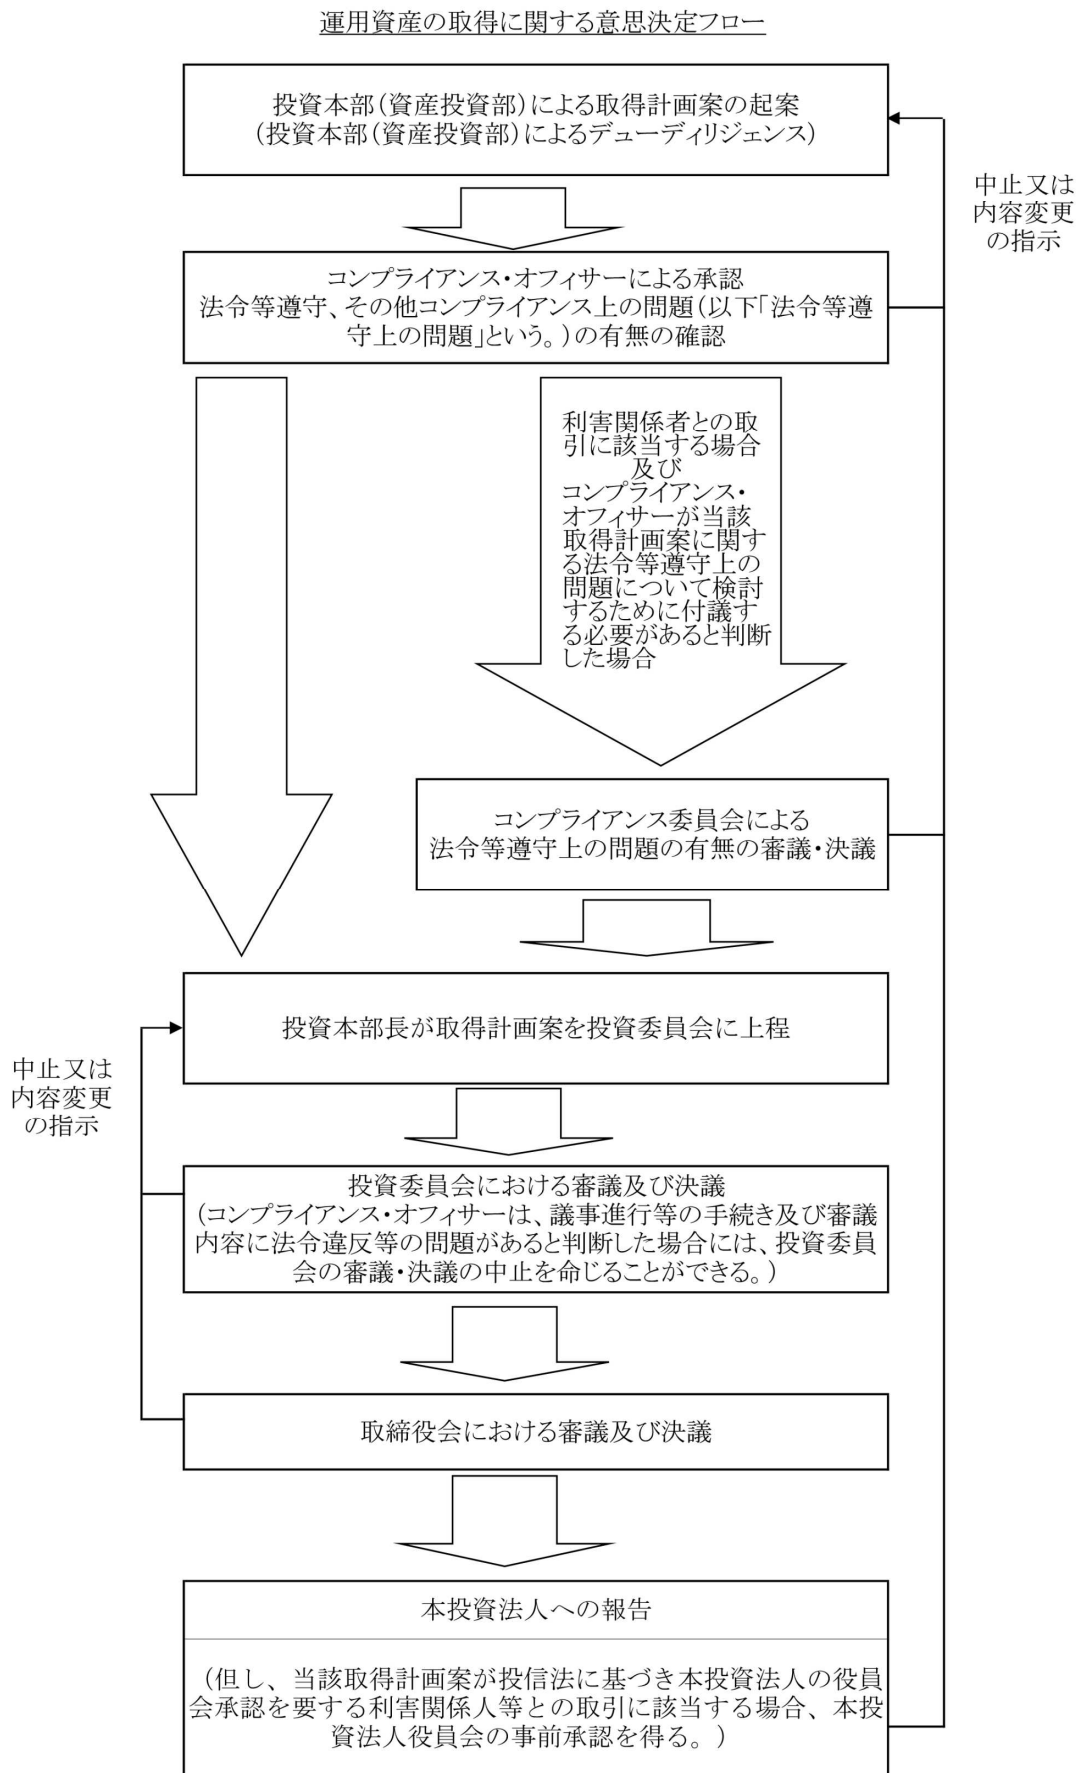 運用資産の取得に関する意思決定フロー
投資本部(資産投資部)による取得計画案の起案
(投資本部(資産投資部)によるデューディリジェンス)
中止又は
内容変更
の指示
コンプライアンス・オフィサーによる承認
法令等遵守、その他コンプライアンス上の問題(以下「法令等遵
守上の問題」という。)の有無の確認
利害関係者との取
引に該当する場合
及び
コンプライアンス・
オフィサーが当該
取得計画案に関す
る法令等遵守上の
問題について検討
するために付議す
る必要があると判断
した場合
コンプライアンス委員会による
法令等遵守上の問題の有無の審議・決議
投資本部長が取得計画案を投資委員会に上程
中止又は
内容変更
の指示
投資委員会における審議及び決議
(コンプライアンス・オフィサーは、議事進行等の手続き及び審議
内容に法令違反等の問題があると判断した場合には、投資委員
会の審議・決議の中止を命じることができる。)
取締役会における審議及び決議
本投資法人への報告
(但し、当該取得計画案が投信法に基づき本投資法人の役員
会承認を要する利害関係人等との取引に該当する場合、本投
資法人役員会の事前承認を得る。)